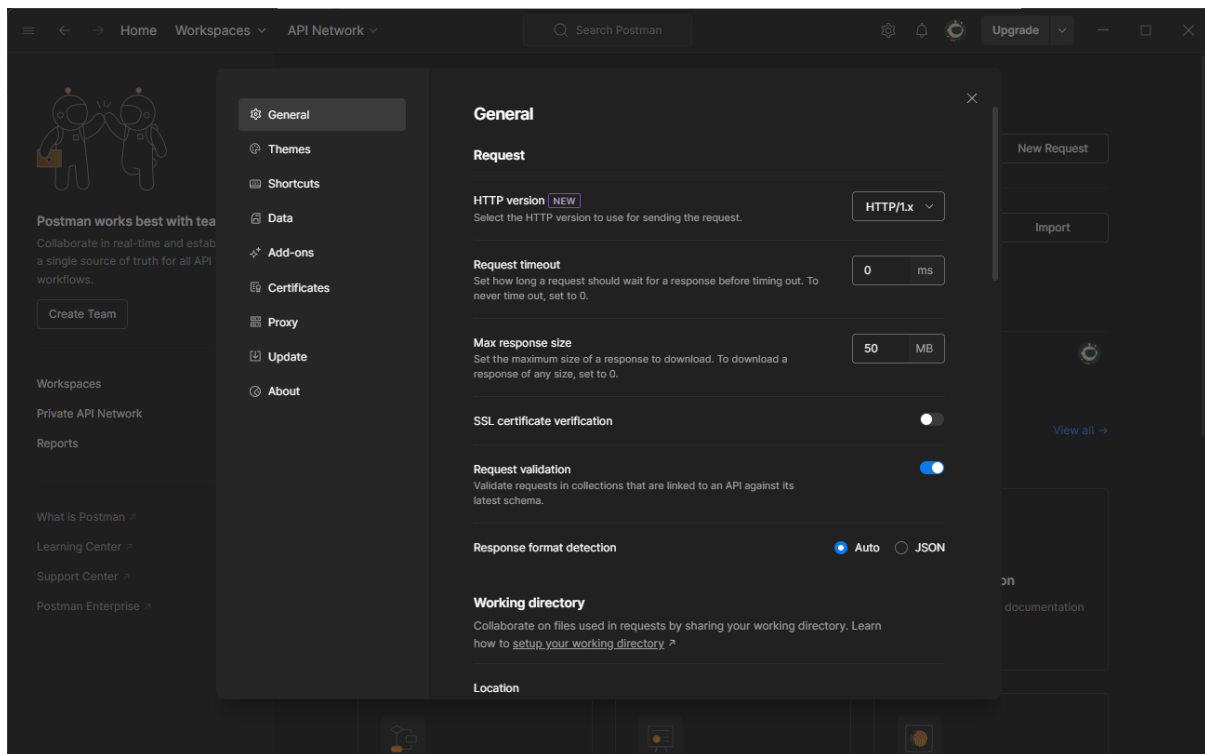 Home Workspaces API Network Search Postman Upgrade
Postman works best with tea
Collaborate in real-time and estab
a single source of truth for all API
workflows.
Create Team
Workspaces
Private API Network
Reports
What is Postman
Learning Center
Support Center
Postman Enterprise
General
Themes
Shortcuts
Data
Add-ons
Certificates
Proxy
Update
About
General
Request
HTTP version NEW
Select the HTTP version to use for sending the request.
HTTP/1.x
Request timeout
Set how long a request should wait for a response before timing out. To
never time out, set to 0.
0 ms
Max response size
Set the maximum size of a response to download. To download a
response of any size, set to 0.
50 MB
SSL certificate verification
Request validation
Validate requests in collections that are linked to an API against its
latest schema.
Response format detection Auto JSON
Working directory
Collaborate on files used in requests by sharing your working directory. Learn
how to setup your working directory
Location
New Request
Import
View all →
on
documentation